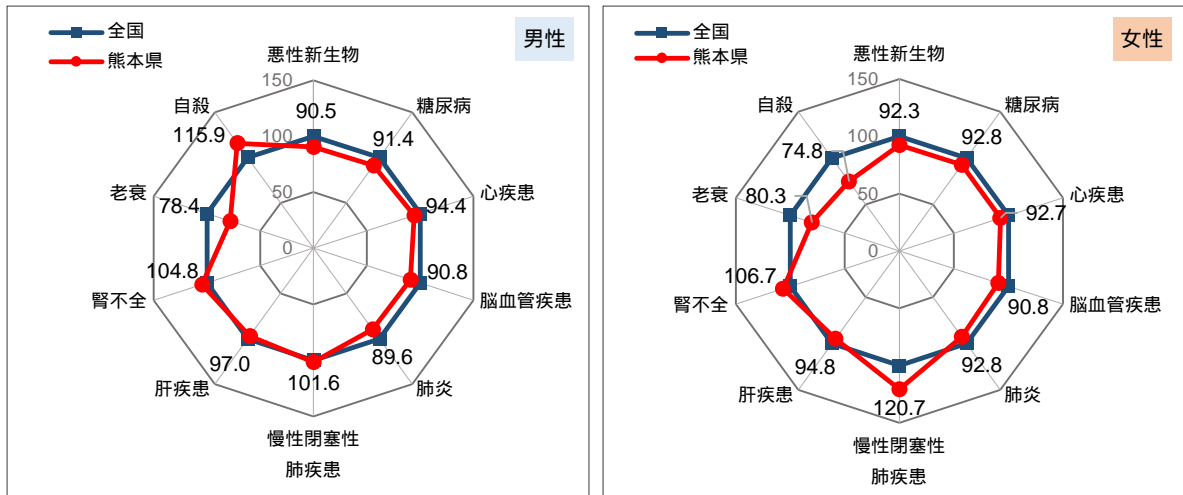 全国
熊本県
男性
悪性新生物
150
自殺
糖尿病
90.5
115.9
100
91.4
老衰
心疾患
78.4
50
94.4
0
104.8
90.8
腎不全
脳血管疾患
97.0
89.6
肝疾患
101.6
肺炎
慢性閉塞性
肺疾患
全国
熊本県
女性
悪性新生物
150
自殺
糖尿病
92.3
74.8
100
92.8
老衰
心疾患
80.3
50
92.7
0
106.7
90.8
腎不全
脳血管疾患
94.8
92.8
肝疾患
120.7
肺炎
慢性閉塞性
肺疾患